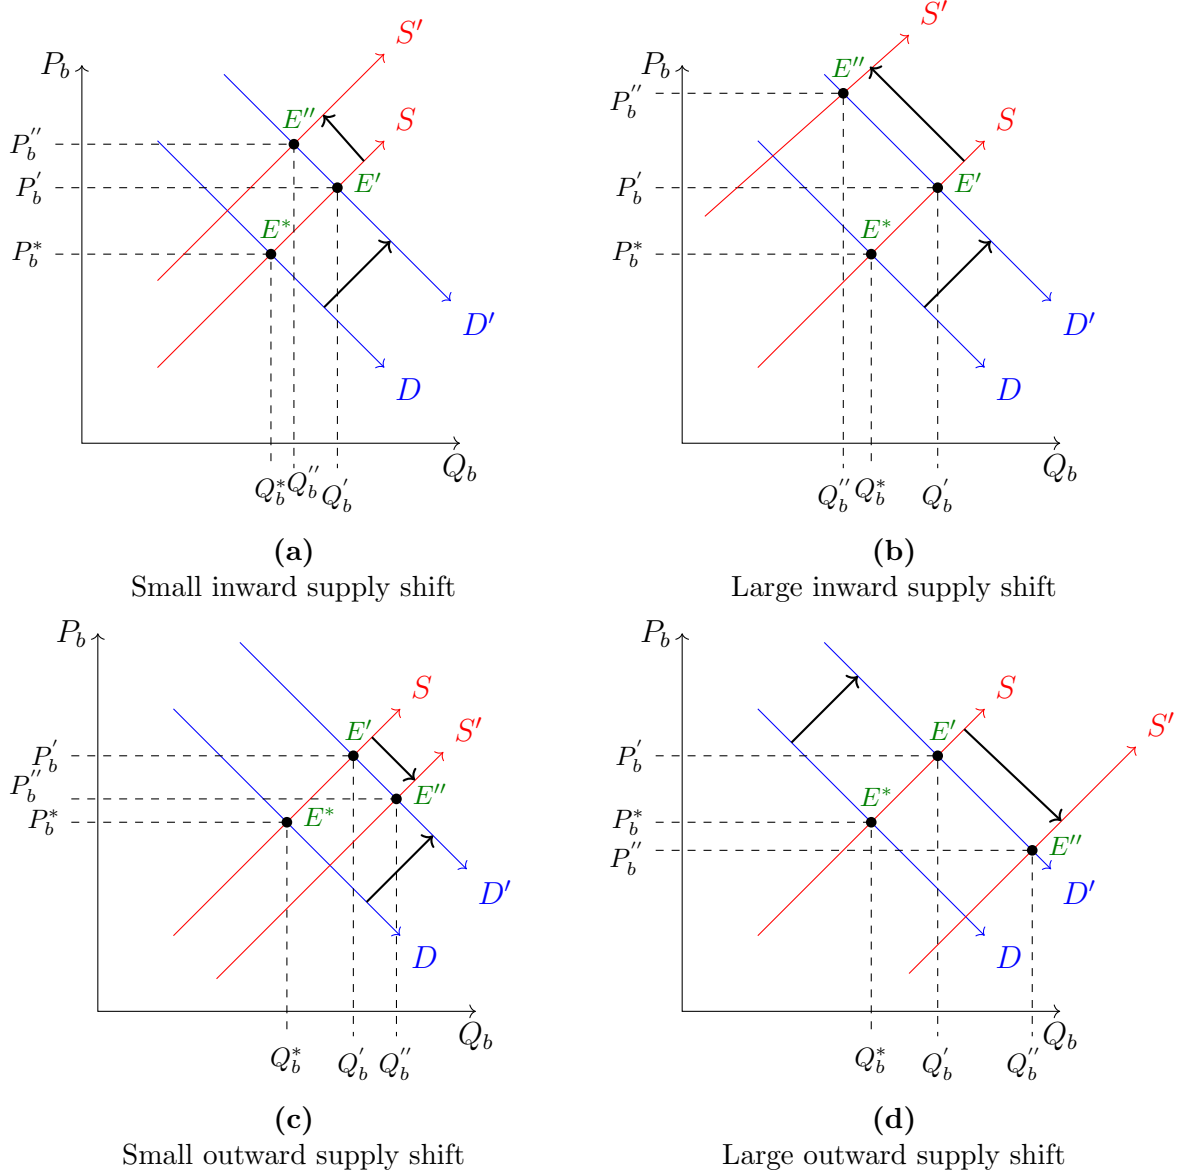 S′
P_b
E′′
S
P_b′′
P_b′
E′
E*
P_b*
D′
D
Q_b
Q_b* Q_b′′ Q_b′
(a)
Small inward supply shift
S′
P_b
E′′
P_b′′
S
P_b′
E′
E*
P_b*
D′
D
Q_b
Q_b′′ Q_b* Q_b′
(b)
Large inward supply shift
P_b
S
E′
S′
P_b′
P_b′′
E′′
P_b*
E*
D′
D
Q_b
Q_b* Q_b′ Q_b′′
(c)
Small outward supply shift
P_b
S
E′
S′
P_b′
E*
P_b*
P_b′′
E′′
D′
D
Q_b
Q_b* Q_b′ Q_b′′
(d)
Large outward supply shift